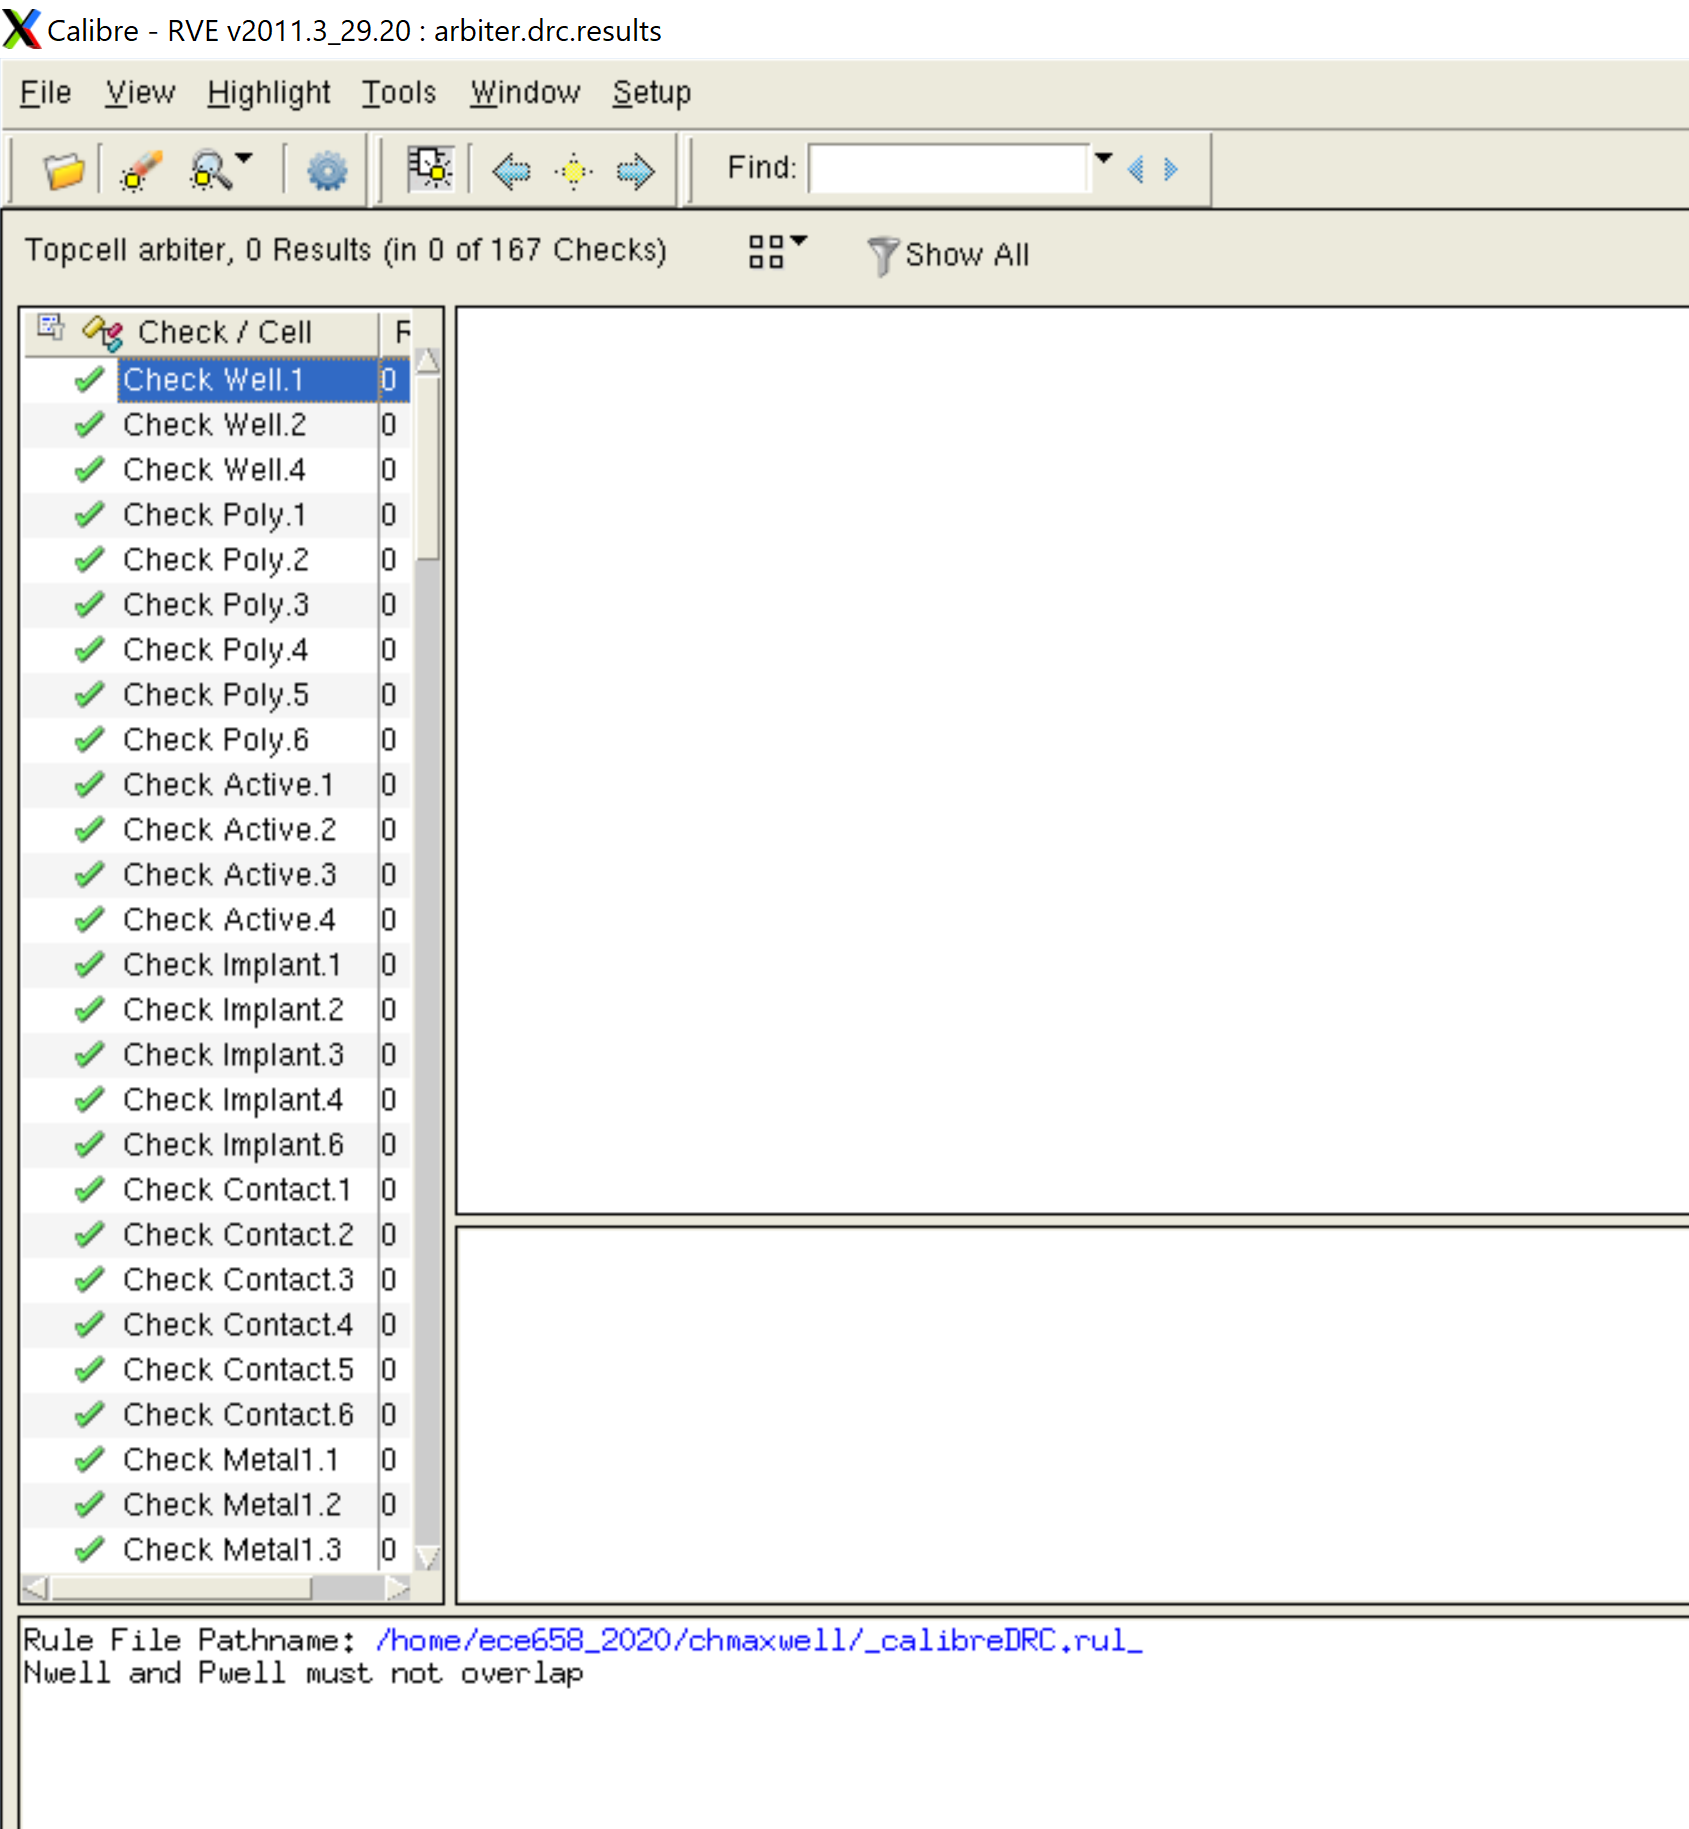 Calibre - RVE v2011.3_29.20 : arbiter.drc.results
File View Highlight Tools Window Setup
Find:
Topcell arbiter, 0 Results (in 0 of 167 Checks) Show All
Check / Cell
Check Well.1 0
Check Well.2 0
Check Well.4 0
Check Poly.1 0
Check Poly.2 0
Check Poly.3 0
Check Poly.4 0
Check Poly.5 0
Check Poly.6 0
Check Active.1 0
Check Active.2 0
Check Active.3 0
Check Active.4 0
Check Implant.1 0
Check Implant.2 0
Check Implant.3 0
Check Implant.4 0
Check Implant.6 0
Check Contact.1 0
Check Contact.2 0
Check Contact.3 0
Check Contact.4 0
Check Contact.5 0
Check Contact.6 0
Check Metal1.1 0
Check Metal1.2 0
Check Metal1.3 0
Rule File Pathname: /home/ece658_2020/chmaxwell/_calibreDRC.rul_
Nwell and Pwell must not overlap